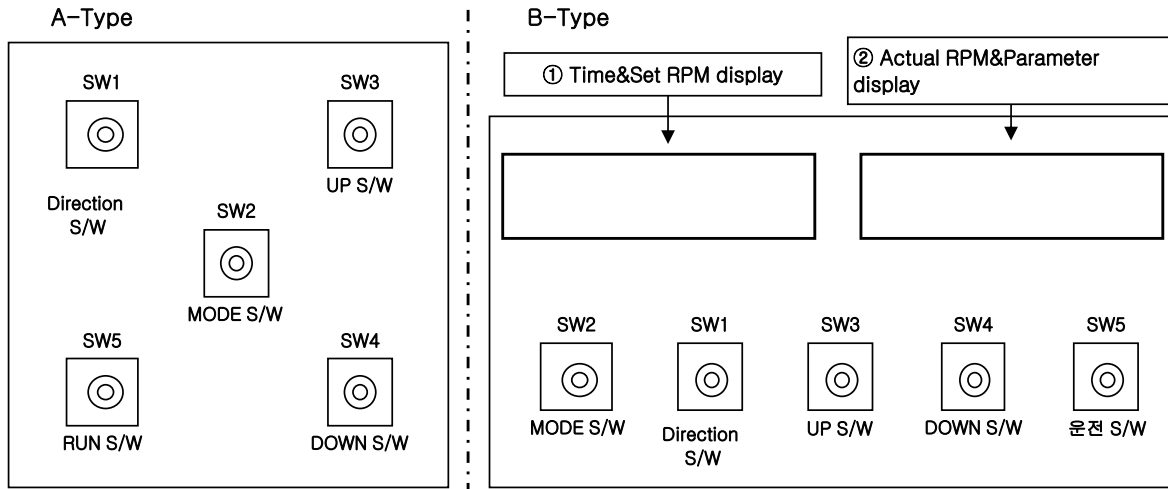 A-Type
SW1
SW3
Direction
S/W
UP S/W
SW2
MODE S/W
SW5
SW4
RUN S/W
DOWN S/W
B-Type
① Time&Set RPM display
② Actual RPM&Parameter
display
SW2
SW1
SW3
SW4
SW5
MODE S/W
Direction
S/W
UP S/W
DOWN S/W
운전 S/W